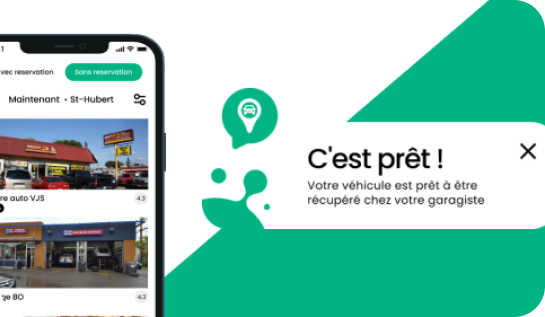 vec reservation
Sans reservation
Maintenant • St-Hubert
re auto VJS
4.3
ge BO
4.3
C'est prêt !
Votre véhicule est prêt à être
récupéré chez votre garagiste